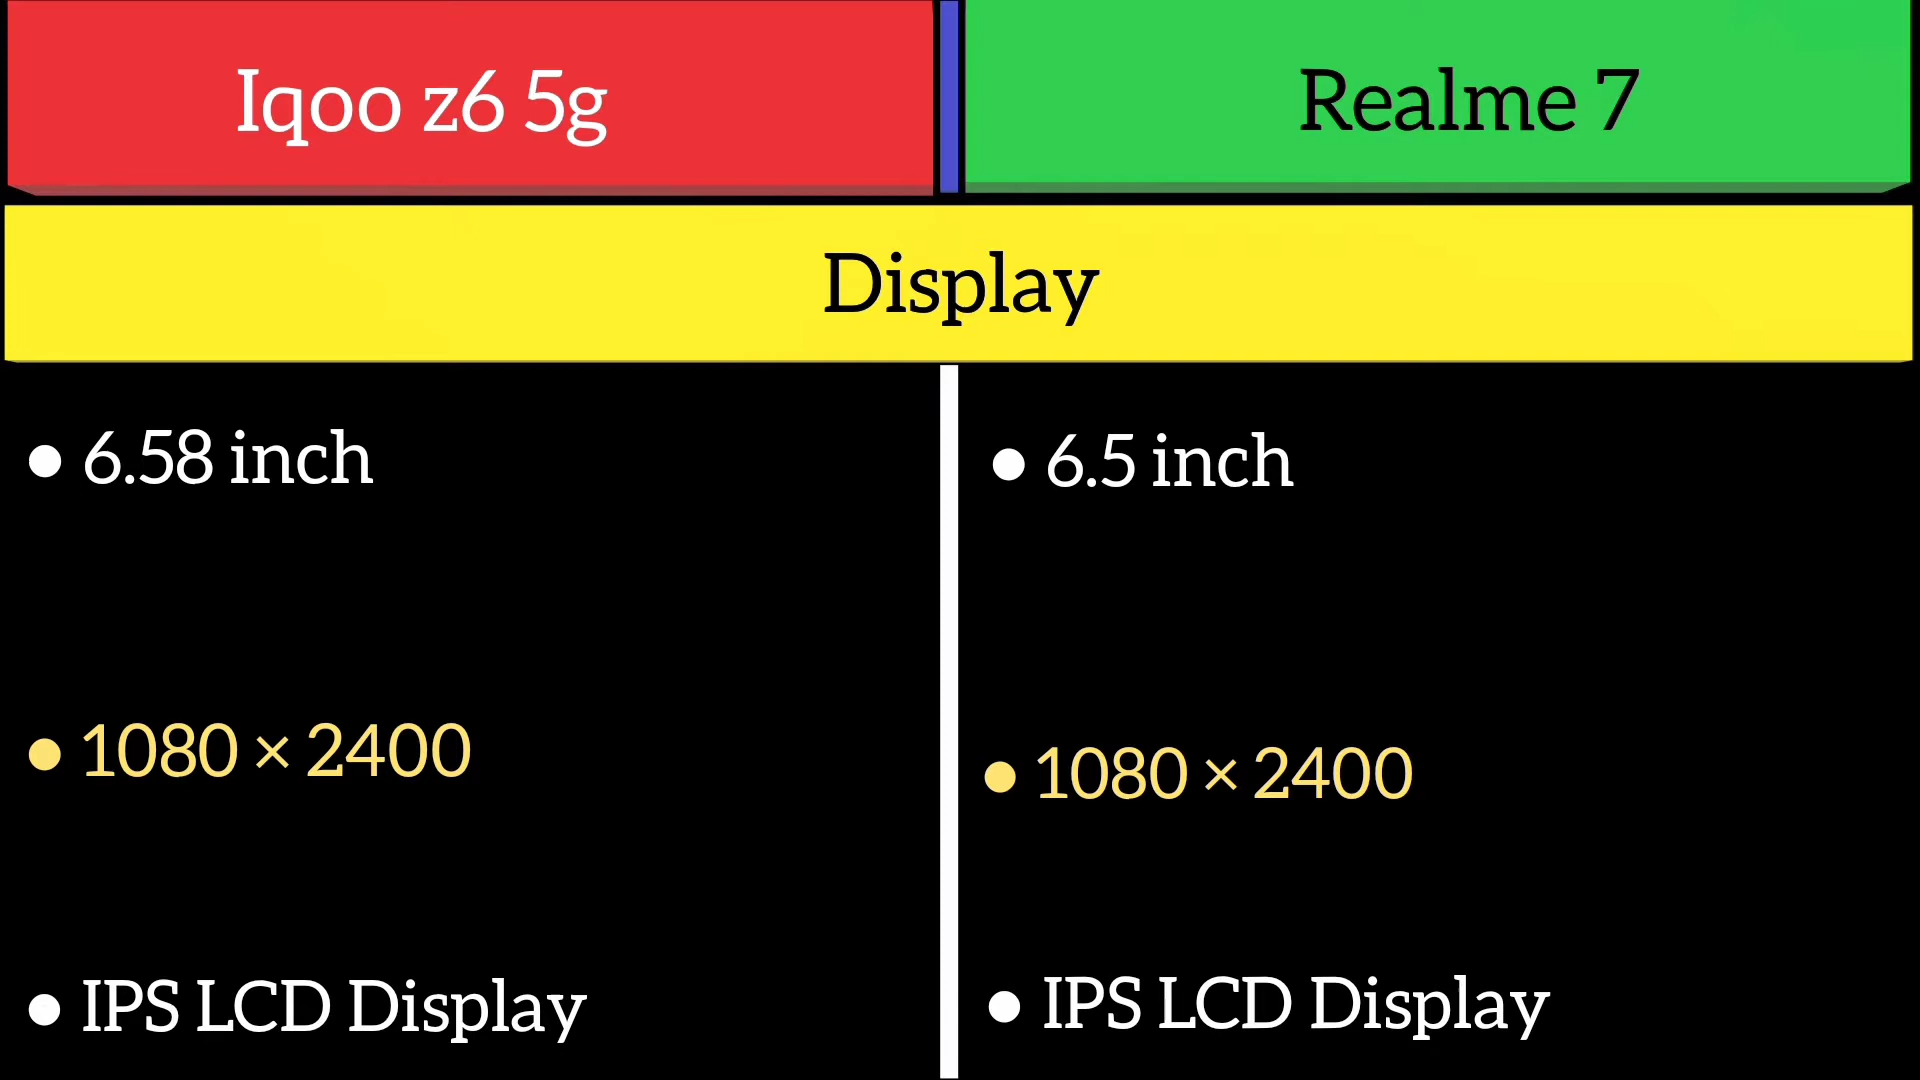 Iqoo z6 5g
Realme 7
Display
● 6.58 inch
● 6.5 inch
● 1080 × 2400
● 1080 × 2400
● IPS LCD Display
● IPS LCD Display